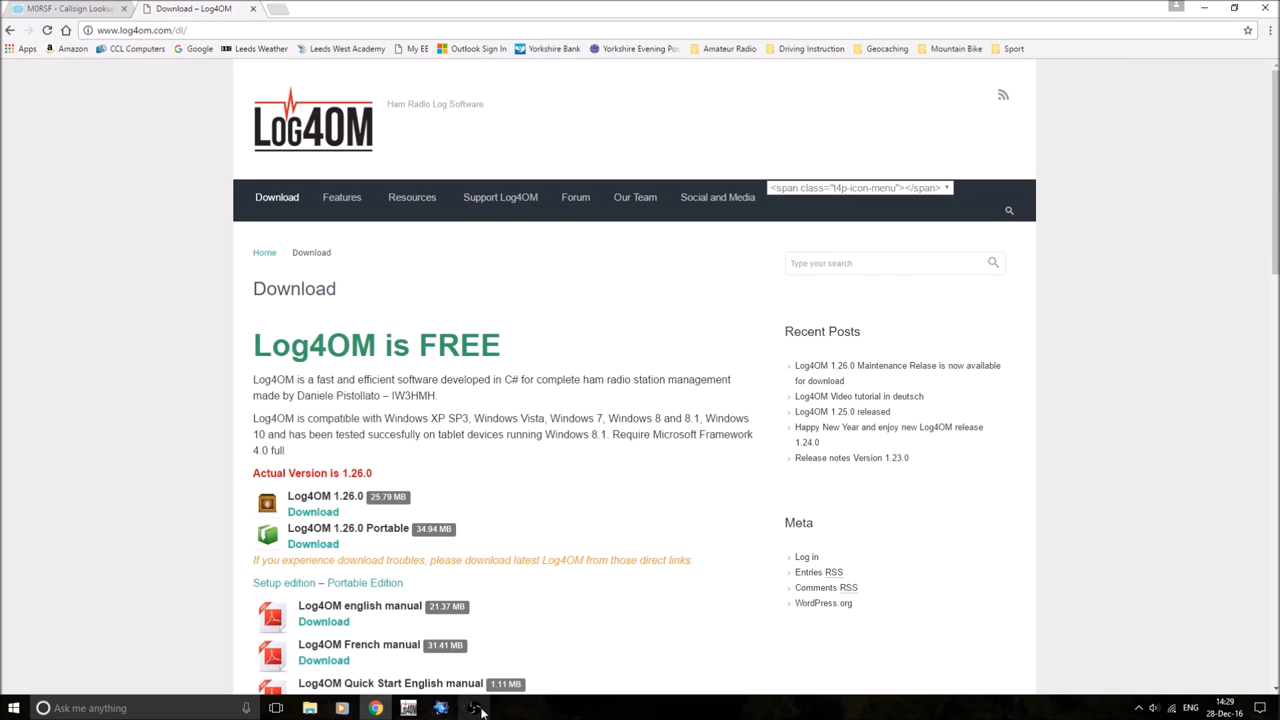 M0RSF - Callsign Looku
Download – Log4OM
www.log4om.com/dl/
Apps
Amazon
CCL Computers
Google
Leeds Weather
Leeds West Academy
My EE
Outlook Sign In
Yorkshire Bank
Yorkshire Evening Po
Amateur Radio
Driving Instruction
Geocaching
Mountain Bike
Sport
LOG4OM
Ham Radio Log Software
Download
Features
Resources
Support Log4OM
Forum
Our Team
Social and Media
<span class="t4p-icon-menu"></span>
Home / Download
Type your search
Download
Log4OM is FREE
Log4OM is a fast and efficient software developed in C# for complete ham radio station management
made by Daniele Pistollato – IW3HMH.
Log4OM is compatible with Windows XP SP3, Windows Vista, Windows 7, Windows 8 and 8.1, Windows
10 and has been tested succesfully on tablet devices running Windows 8.1. Require Microsoft Framework
4.0 full
Actual Version is 1.26.0
Log4OM 1.26.0 25.79 MB
Download
Log4OM 1.26.0 Portable 34.94 MB
Download
If you experience download troubles, please download latest Log4OM from those direct links:
Setup edition – Portable Edition
Log4OM english manual 21.37 MB
Download
Log4OM French manual 31.41 MB
Download
Log4OM Quick Start English manual 1.11 MB
Recent Posts
Log4OM 1.26.0 Maintenance Relase is now available
for download
Log4OM Video tutorial in deutsch
Log4OM 1.25.0 released
Happy New Year and enjoy new Log4OM release
1.24.0
Release notes Version 1.23.0
Meta
Log in
Entries RSS
Comments RSS
WordPress.org
Ask me anything
ENG
14:29
28-Dec-16